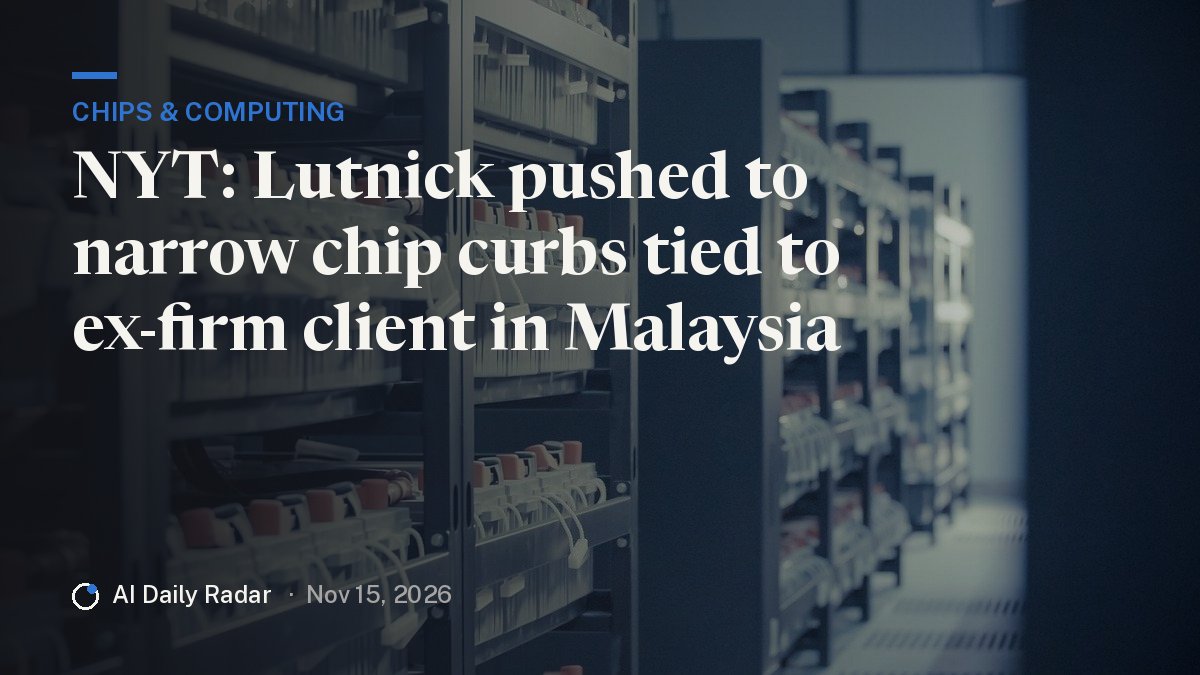 CHIPS & COMPUTING
NYT: Lutnick pushed to
narrow chip curbs tied to
ex-firm client in Malaysia
AI Daily Radar · Nov 15, 2026